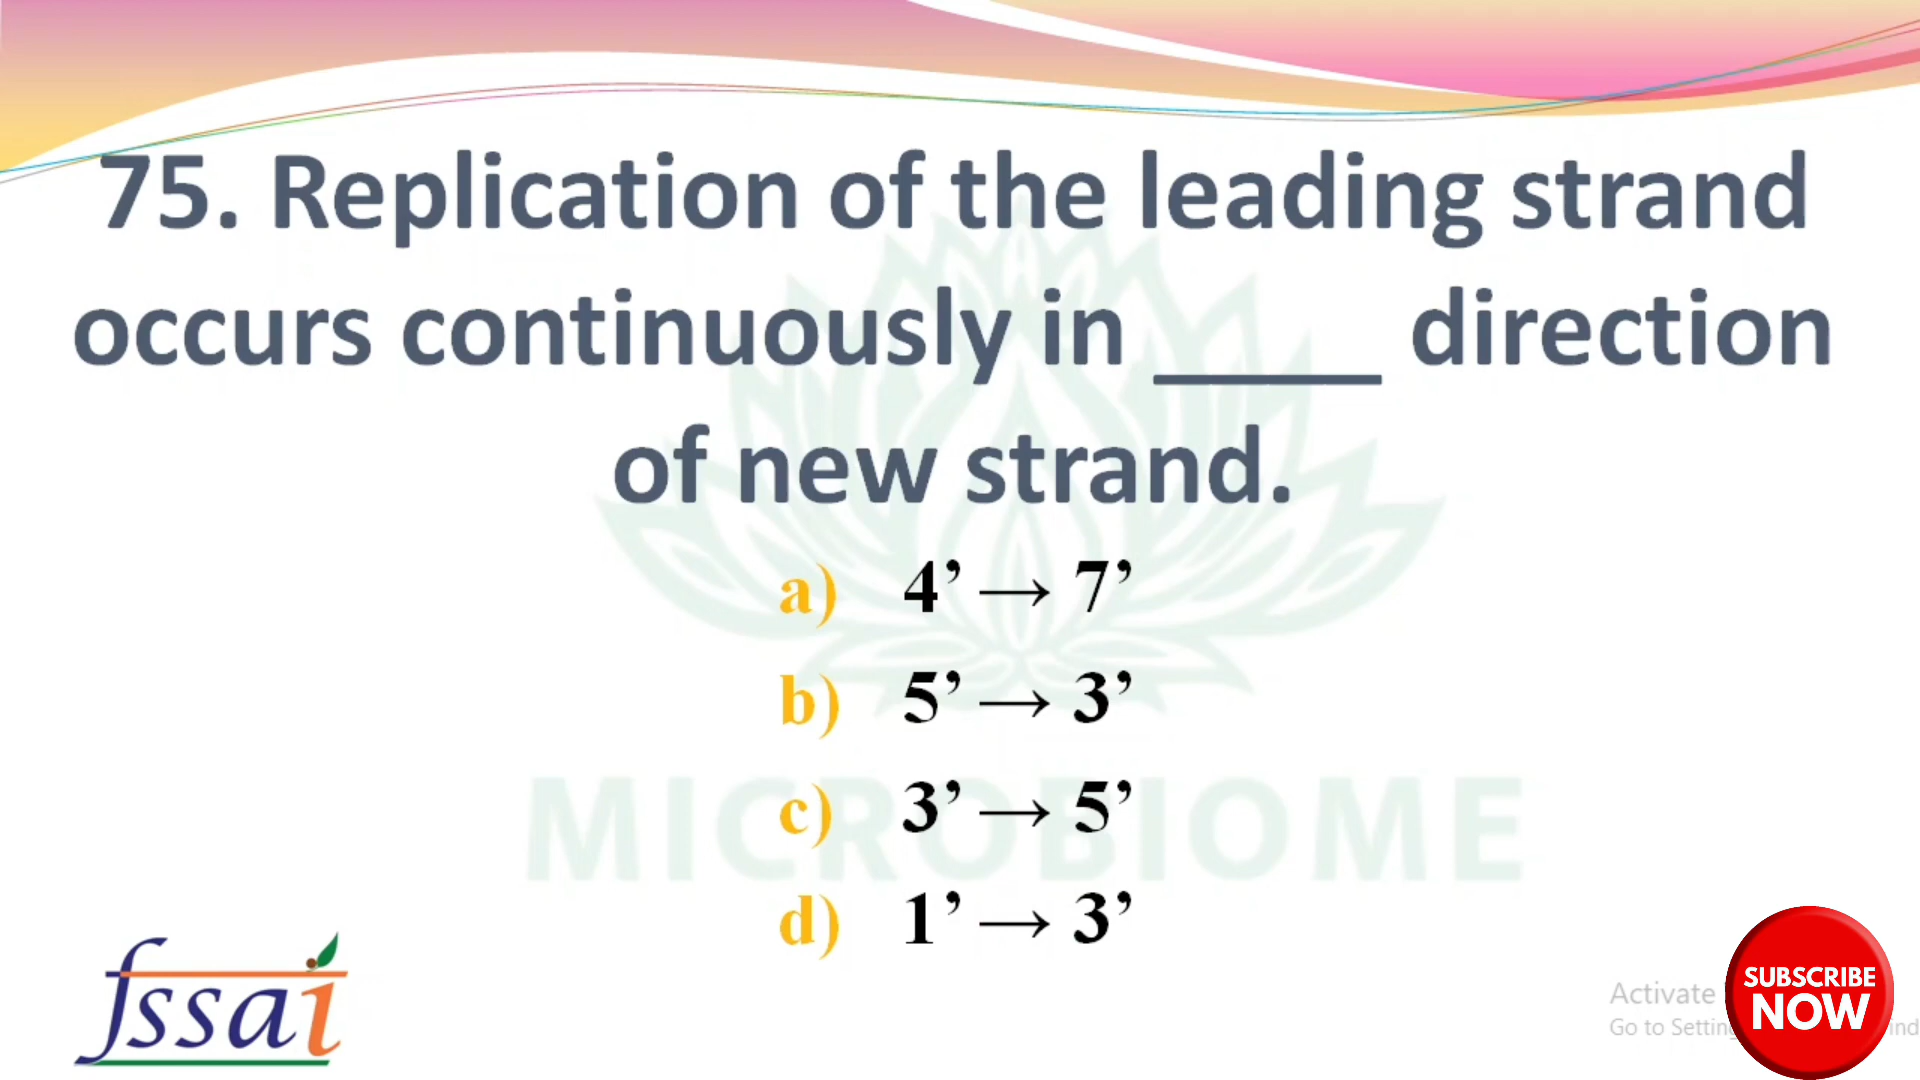 75. Replication of the leading strand
occurs continuously in _____ direction
of new strand.
a) 4’ → 7’
b) 5’ → 3’
c) 3’ → 5’
d) 1’ → 3’
MICROBIOME
fssai
Activate
Go to
SUBSCRIBE
NOW